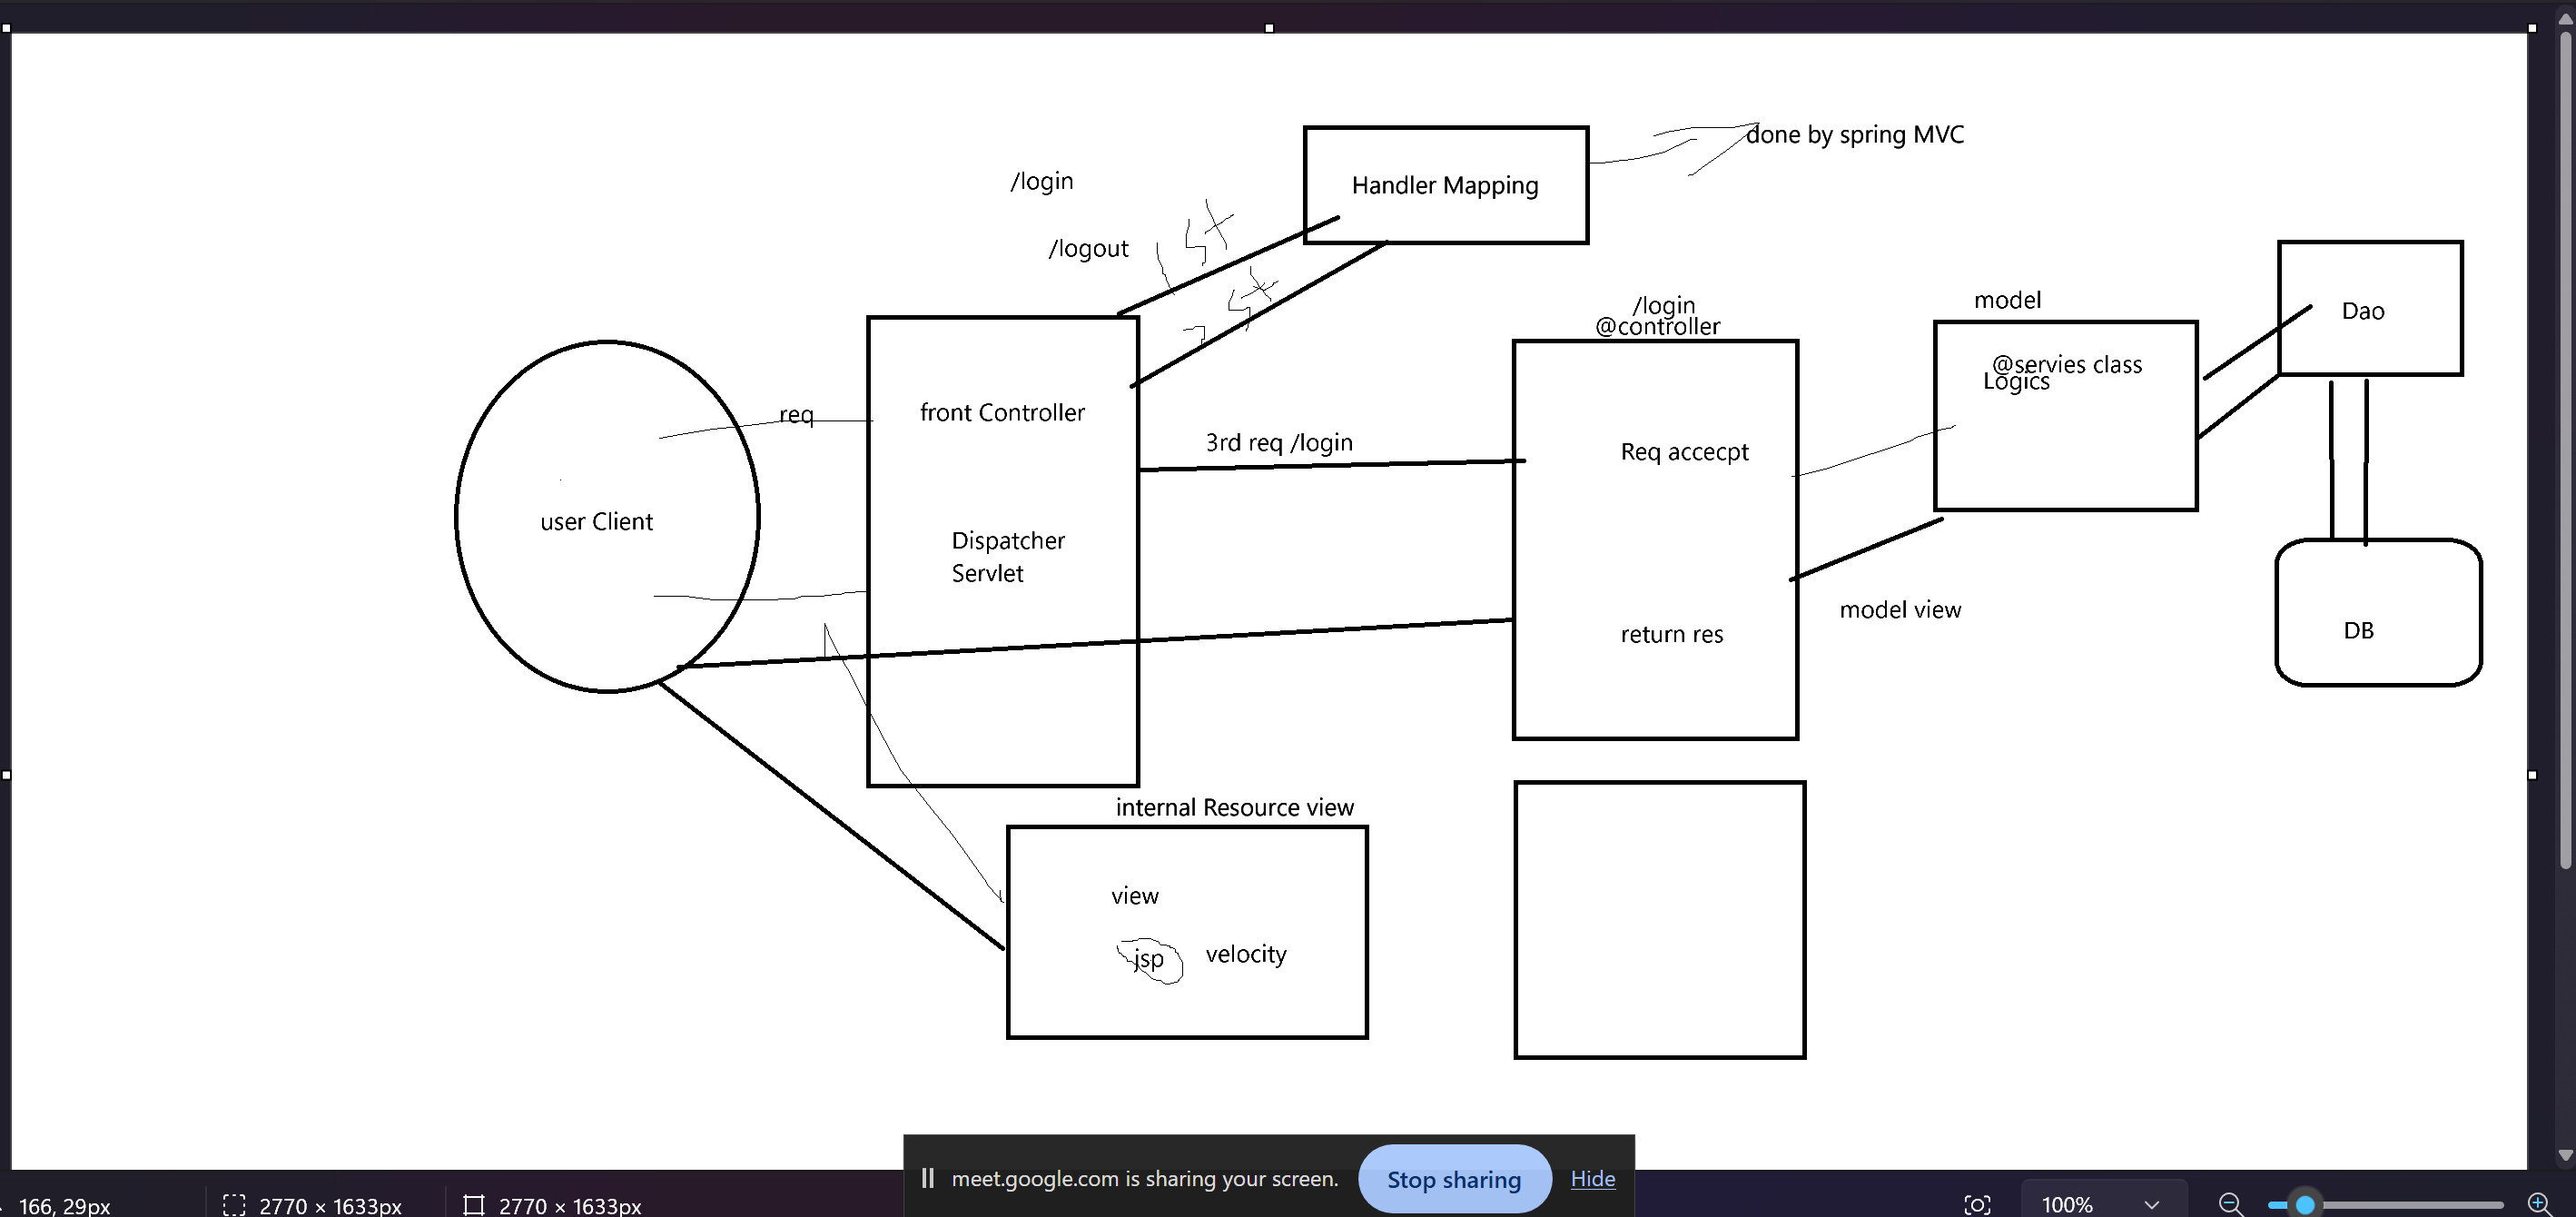 done by spring MVC
Handler Mapping
/login
/logout
/login
@controller
model
Dao
@servies class
Logics
req
front Controller
3rd req /login
Req accecpt
user Client
Dispatcher
Servlet
model view
return res
DB
internal Resource view
view
jsp
velocity
meet.google.com is sharing your screen.
Stop sharing
Hide
166, 29px
2770 × 1633px
2770 × 1633px
100%